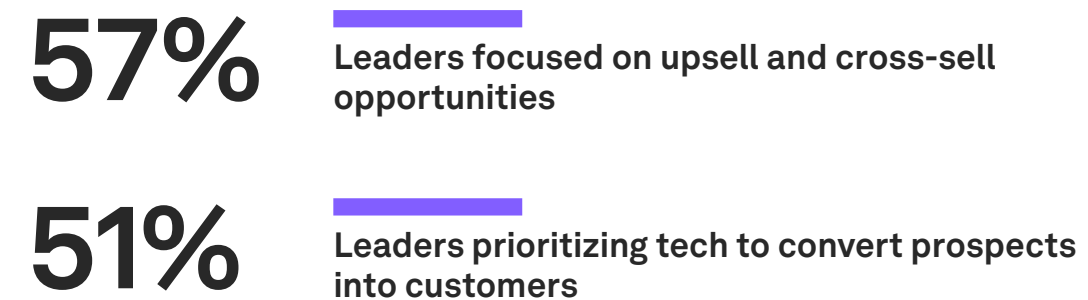 57%
Leaders focused on upsell and cross-sell
opportunities
51%
Leaders prioritizing tech to convert prospects
into customers